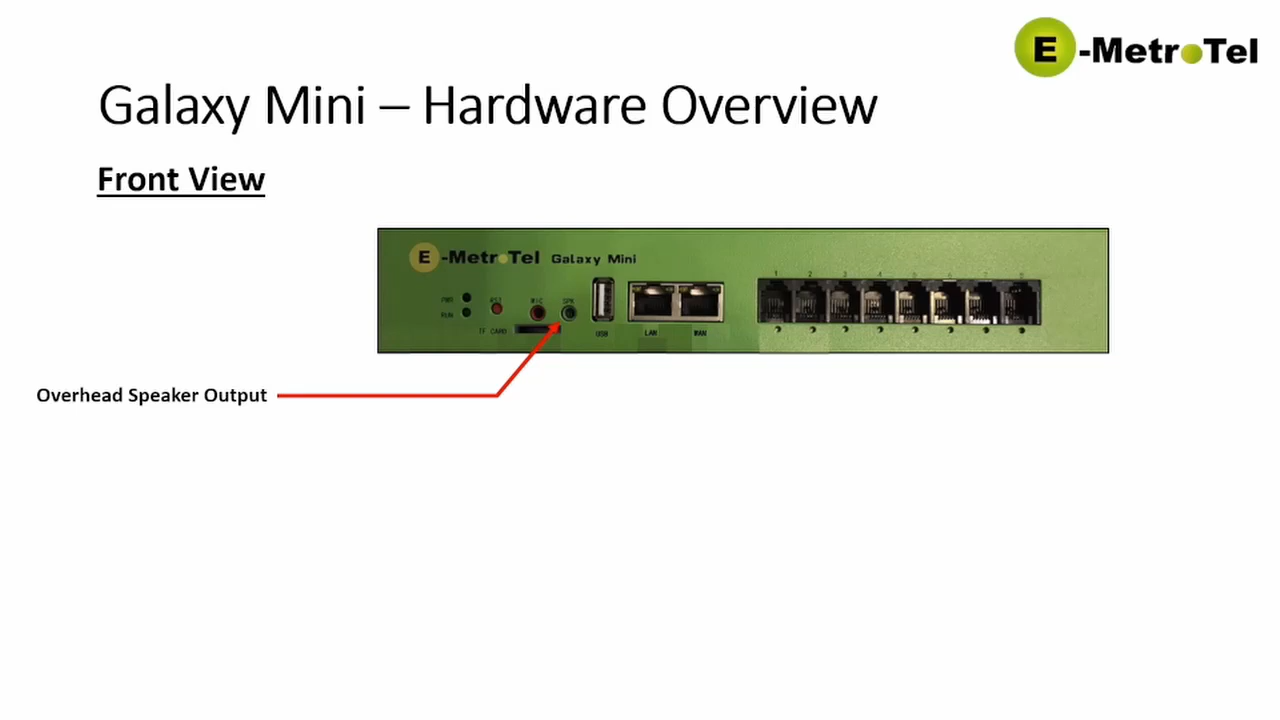 E-MetroTel
Galaxy Mini – Hardware Overview
Front View
E-MetroTel Galaxy Mini
1 2 3 4 5 6 7 8
PWR
RUN
RST
MIC
SPK
TF CARD
USB
LAN
WAN
Overhead Speaker Output